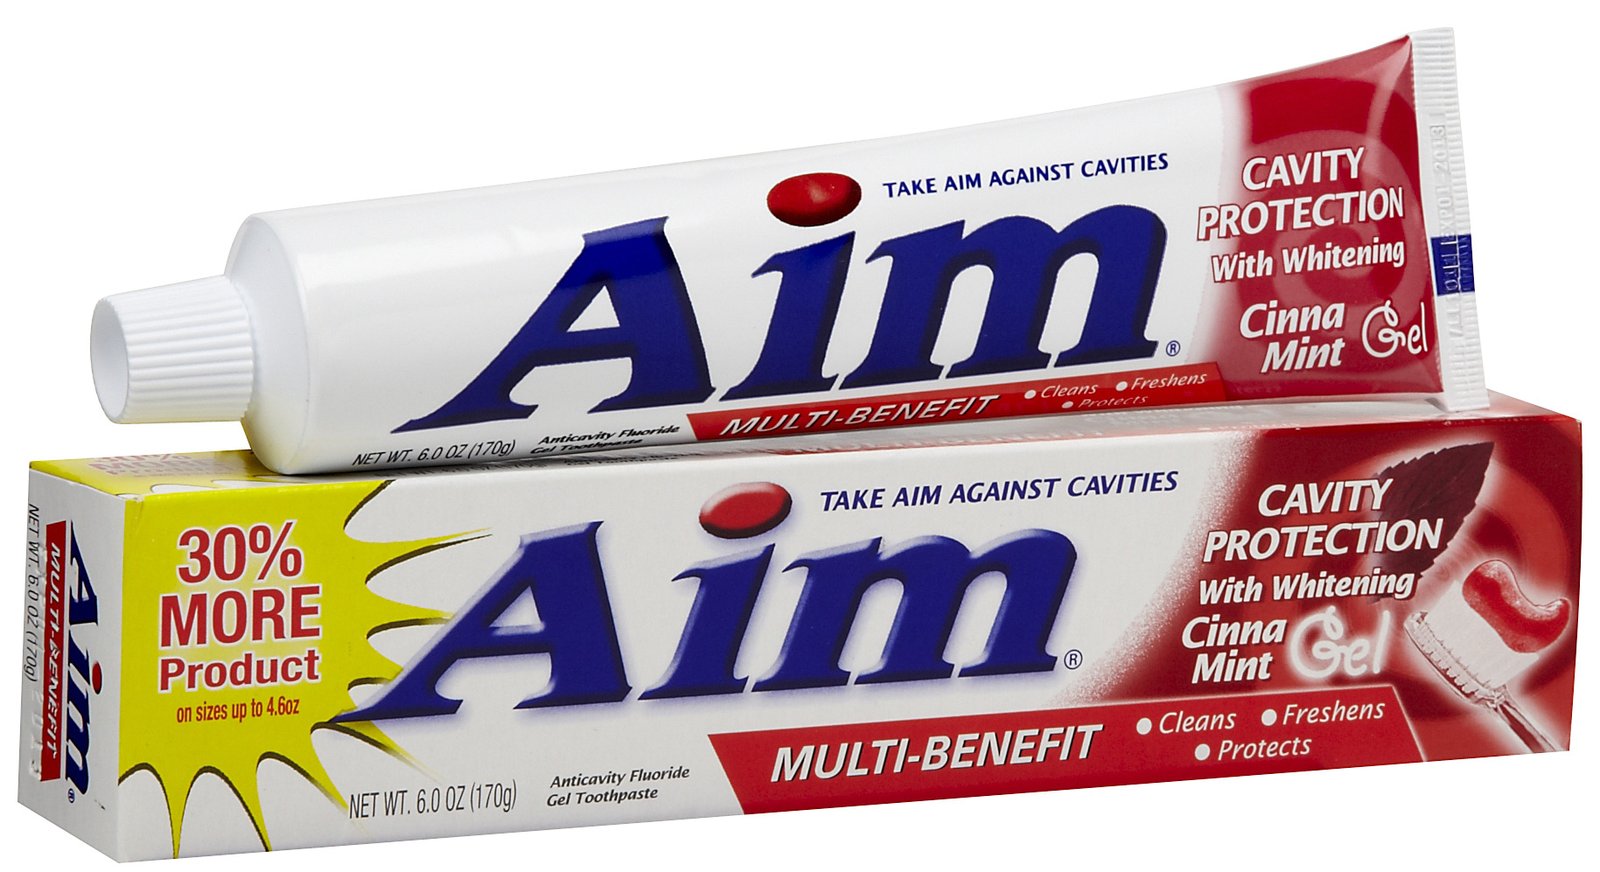 TAKE AIM AGAINST CAVITIES
Aim®
CAVITY
PROTECTION
With Whitening
Cinna
Mint
Gel
MULTI-BENEFIT
• Cleans • Freshens
• Protects
NET WT. 6.0 OZ (170g)
Anticavity Fluoride
Gel Toothpaste
30%
MORE
Product
on sizes up to 4.6oz
TAKE AIM AGAINST CAVITIES
Aim®
CAVITY
PROTECTION
With Whitening
Cinna
Mint
Gel
MULTI-BENEFIT
• Cleans • Freshens
• Protects
NET WT. 6.0 OZ (170g)
Anticavity Fluoride
Gel Toothpaste
Aim®
MULTI-BENEFIT
NET WT. 6.0 OZ (170g)